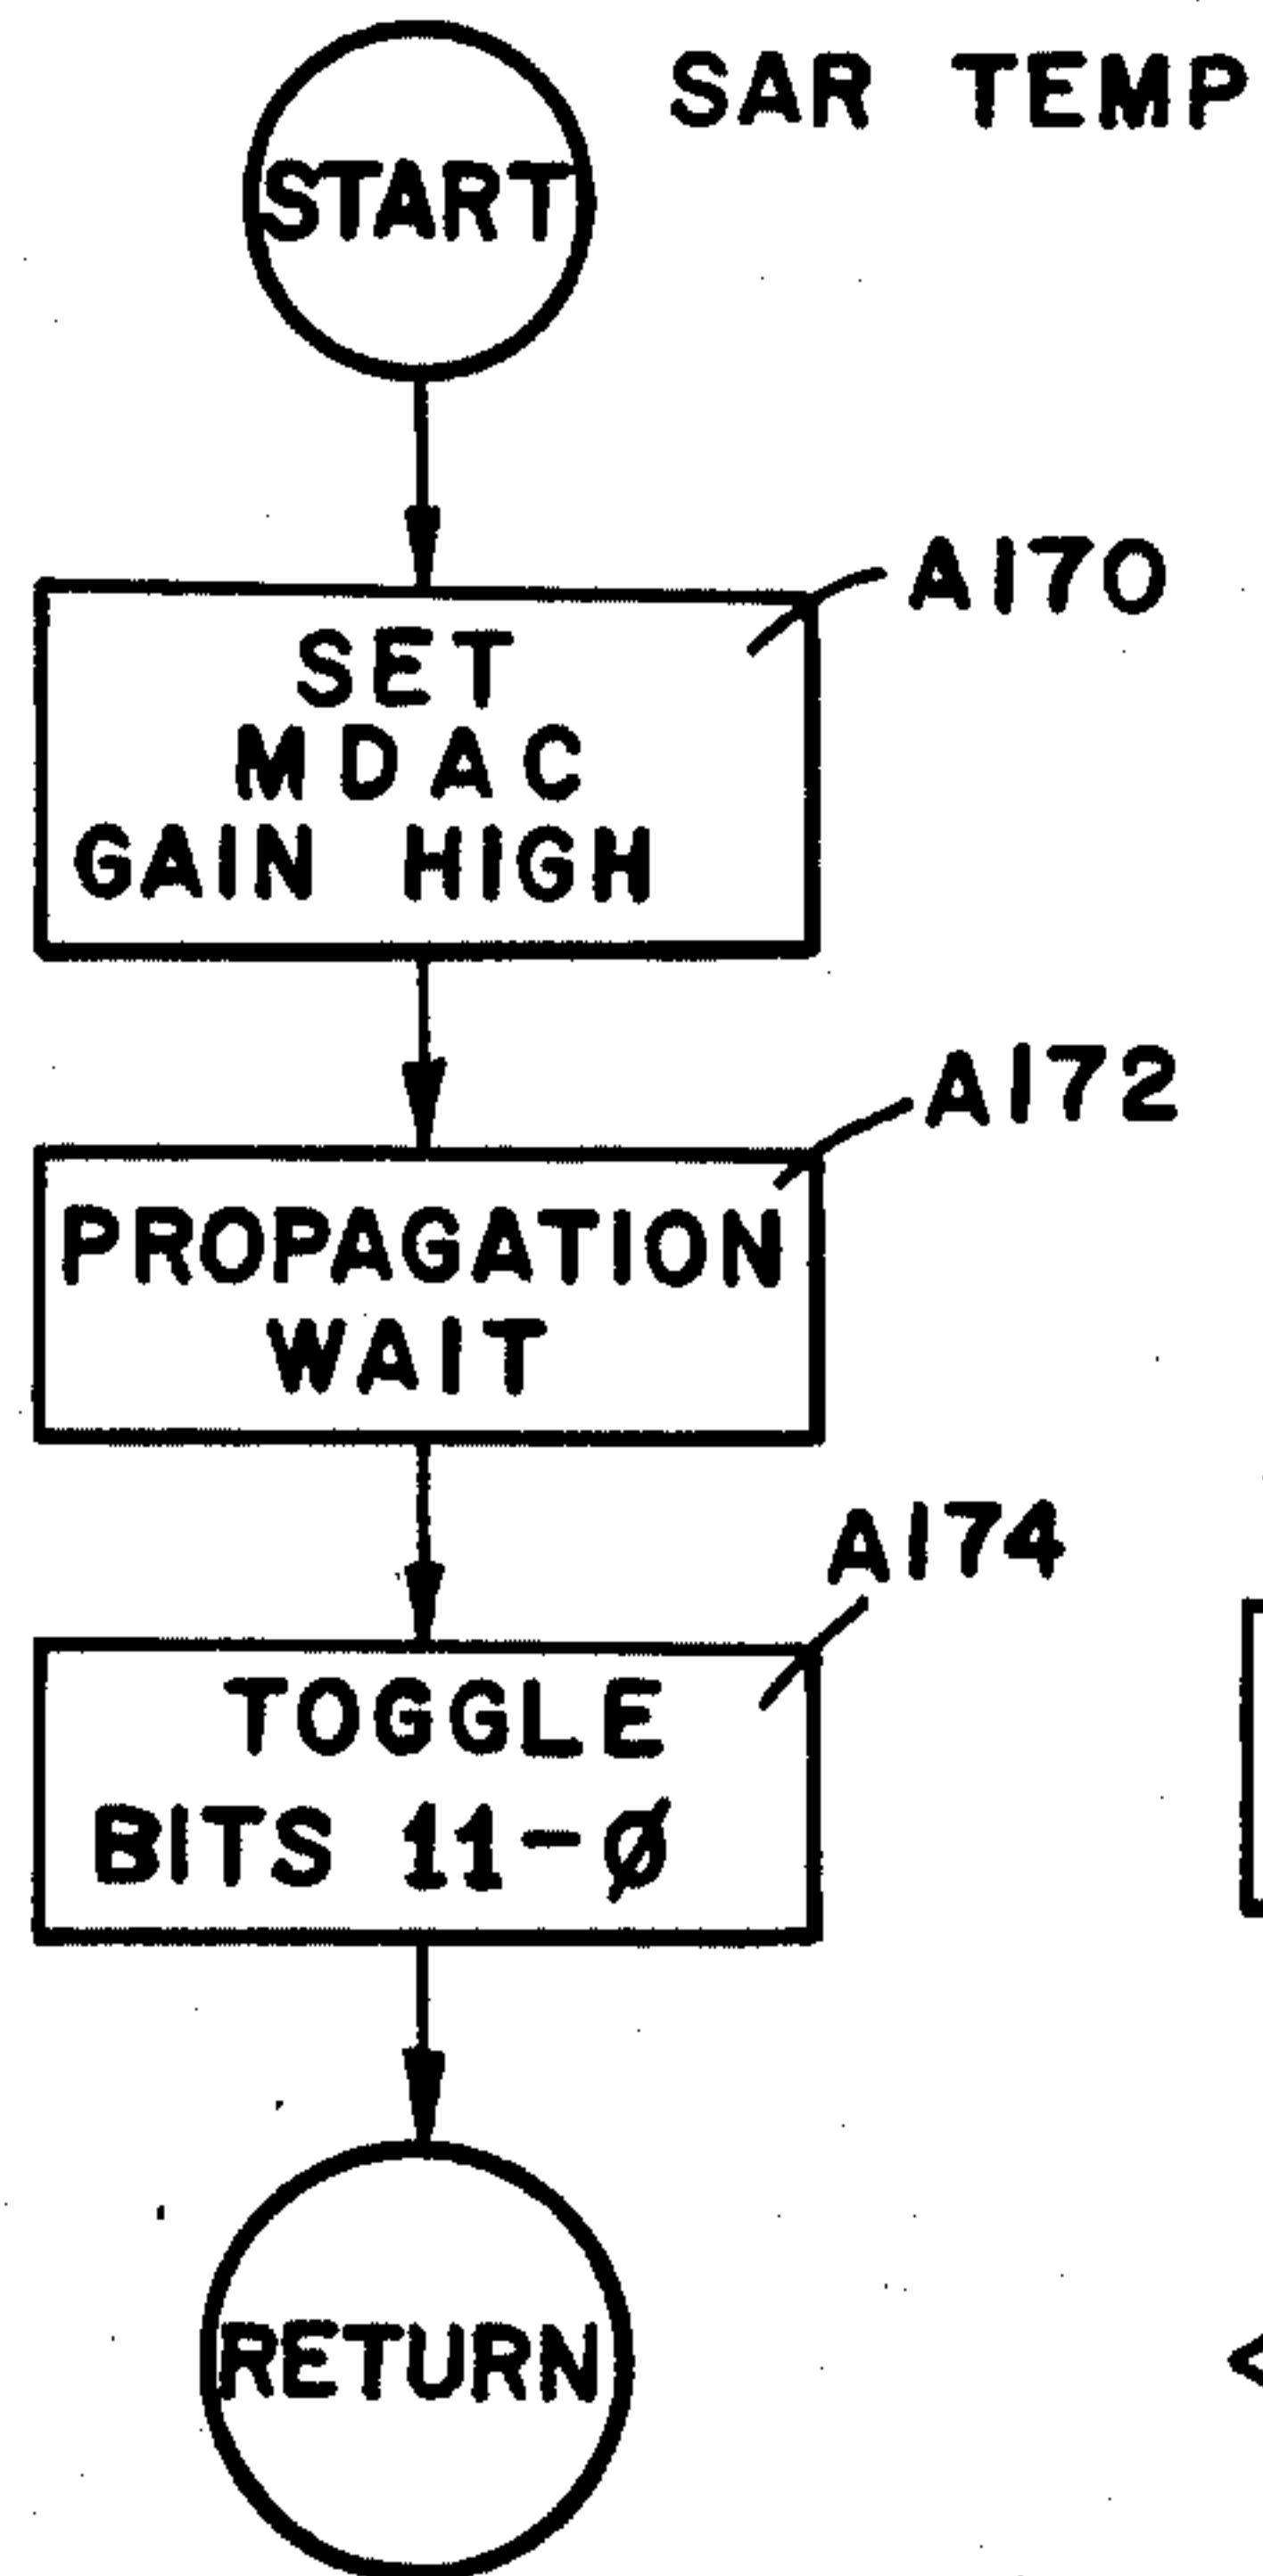 SAR TEMP
START
A170
SET
MDAC
GAIN HIGH
A172
PROPAGATION
WAIT
A174
TOGGLE
BITS 11-Ø
RETURN